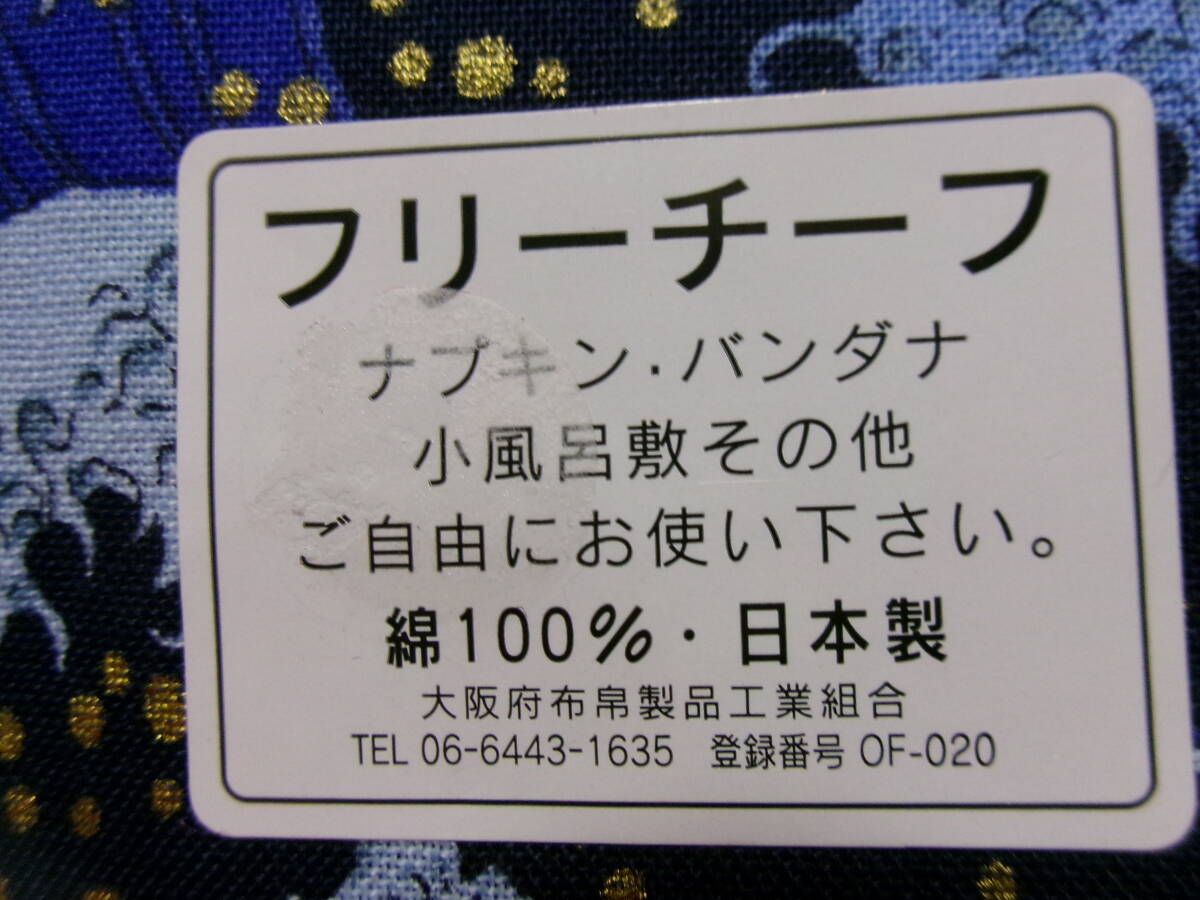 フリーチーフ
ナプキン・バンダナ
小風呂敷その他
ご自由にお使い下さい。
綿100%・日本製
大阪府布帛製品工業組合
TEL 06-6443-1635 登録番号 OF-020